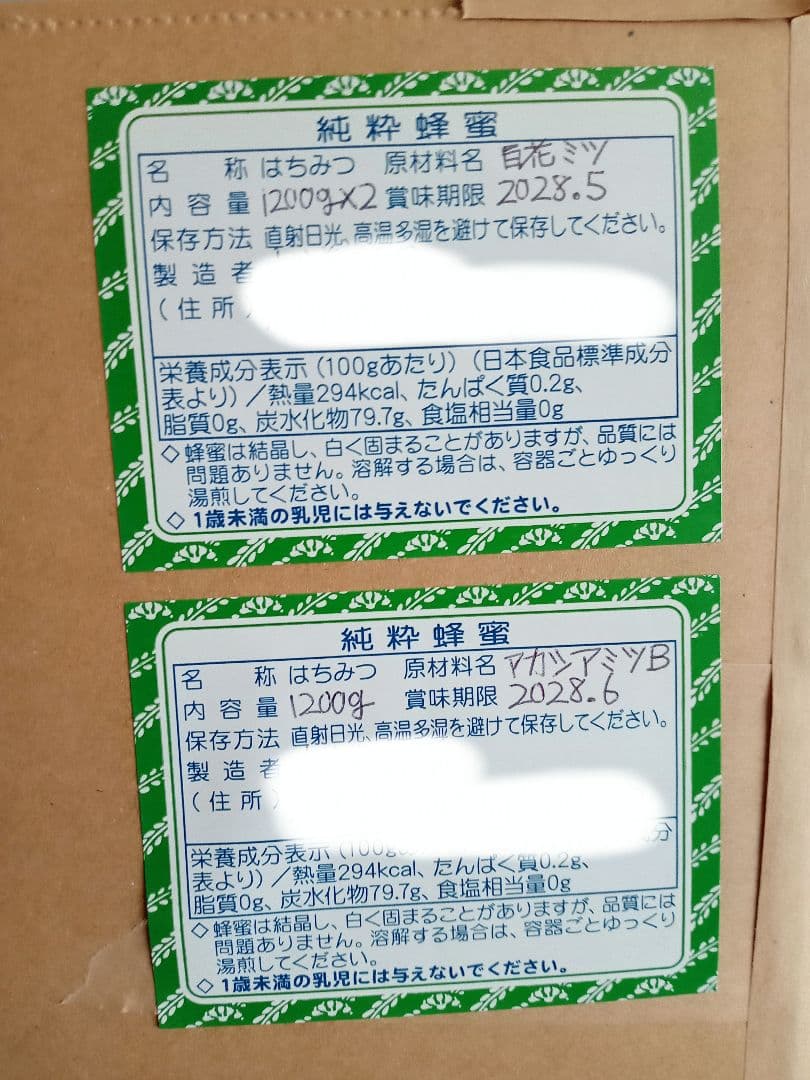 純粋蜂蜜
名称 はちみつ 原材料名 百花ミツ
内容量 1200g×2 賞味期限 2028.5
保存方法 直射日光、高温多湿を避けて保存してください。
製造者
(住所)
栄養成分表示(100gあたり)(日本食品標準成分
表より)/熱量294kcal、たんぱく質0.2g、
脂質0g、炭水化物79.7g、食塩相当量0g
◇蜂蜜は結晶し、白く固まることがありますが、品質には
問題ありません。溶解する場合は、容器ごとゆっくり
湯煎してください。
◇1歳未満の乳児には与えないでください。
純粋蜂蜜
名称 はちみつ 原材料名 アカシアミツB
内容量 1200g 賞味期限 2028.6
保存方法 直射日光、高温多湿を避けて保存してください。
製造者
(住所)
栄養成分表示(100g 成分
表より)/熱量294kcal、たんぱく質0.2g、
脂質0g、炭水化物79.7g、食塩相当量0g
◇蜂蜜は結晶し、白く固まることがありますが、品質には
問題ありません。溶解する場合は、容器ごとゆっくり
湯煎してください。
◇1歳未満の乳児には与えないでください。